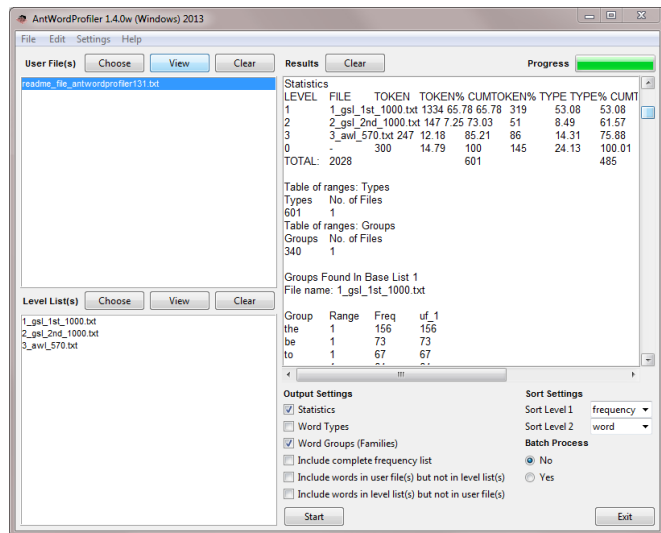 AntWordProfiler 1.4.0w (Windows) 2013
File Edit Settings Help
User File(s) Choose View Clear
readme_file_antwordprofiler131.txt
Level List(s) Choose View Clear
1_gsl_1st_1000.txt
2_gsl_2nd_1000.txt
3_awl_570.txt
Results Clear Progress
Statistics
LEVEL FILE TOKEN TOKEN% CUMTOKEN% TYPE TYPE% CUMT
1 1_gsl_1st_1000.txt 1334 65.78 65.78 319 53.08 53.08
2 2_gsl_2nd_1000.txt 147 7.25 73.03 51 8.49 61.57
3 3_awl_570.txt 247 12.18 85.21 86 14.31 75.88
0 - 300 14.79 100 145 24.13 100.01
TOTAL: 2028 601 485
Table of ranges: Types
Types No. of Files
601 1
Table of ranges: Groups
Groups No. of Files
340 1
Groups Found In Base List 1
File name: 1_gsl_1st_1000.txt
Group Range Freq uf_1
the 1 156 156
be 1 73 73
to 1 67 67
Output Settings
Statistics
Word Types
Word Groups (Families)
Include complete frequency list
Include words in user file(s) but not in level list(s)
Include words in level list(s) but not in user file(s)
Sort Settings
Sort Level 1 frequency
Sort Level 2 word
Batch Process
No
Yes
Start Exit